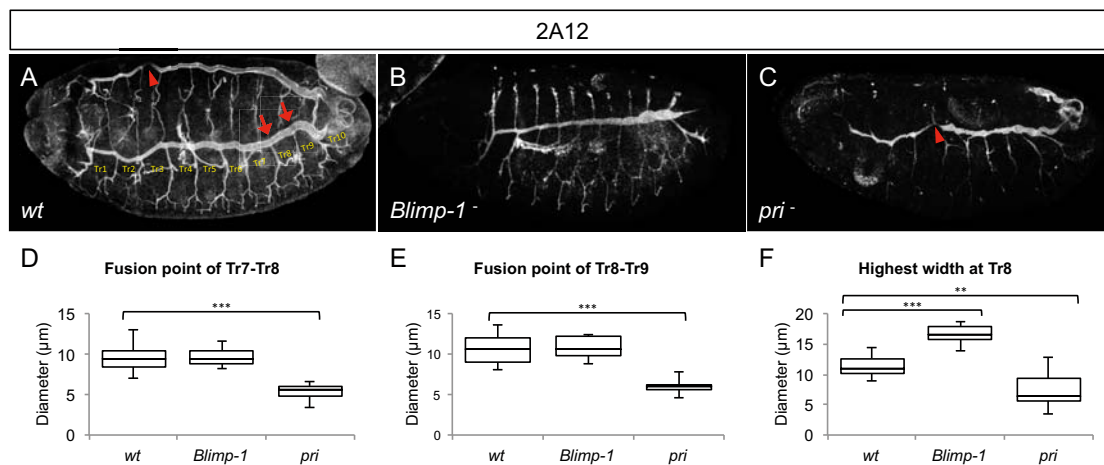 2A12
A
B
C
Tr1 Tr2 Tr3 Tr4 Tr5 Tr6 Tr7 Tr8 Tr9 Tr10
wt
Blimp-1 -
pri -
D
Fusion point of Tr7-Tr8
***
15
10
5
0
Diameter (μm)
wt Blimp-1 pri
E
Fusion point of Tr8-Tr9
***
15
10
5
0
Diameter (μm)
wt Blimp-1 pri
F
Highest width at Tr8
**
***
20
15
10
5
0
Diameter (μm)
wt Blimp-1 pri